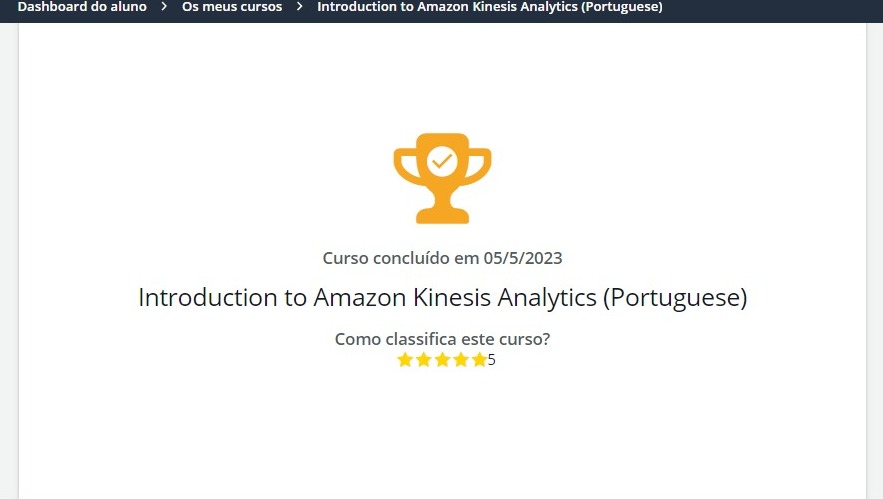 Dashboard do aluno > Os meus cursos > Introduction to Amazon Kinesis Analytics (Portuguese)
Curso concluído em 05/5/2023
Introduction to Amazon Kinesis Analytics (Portuguese)
Como classifica este curso?
5